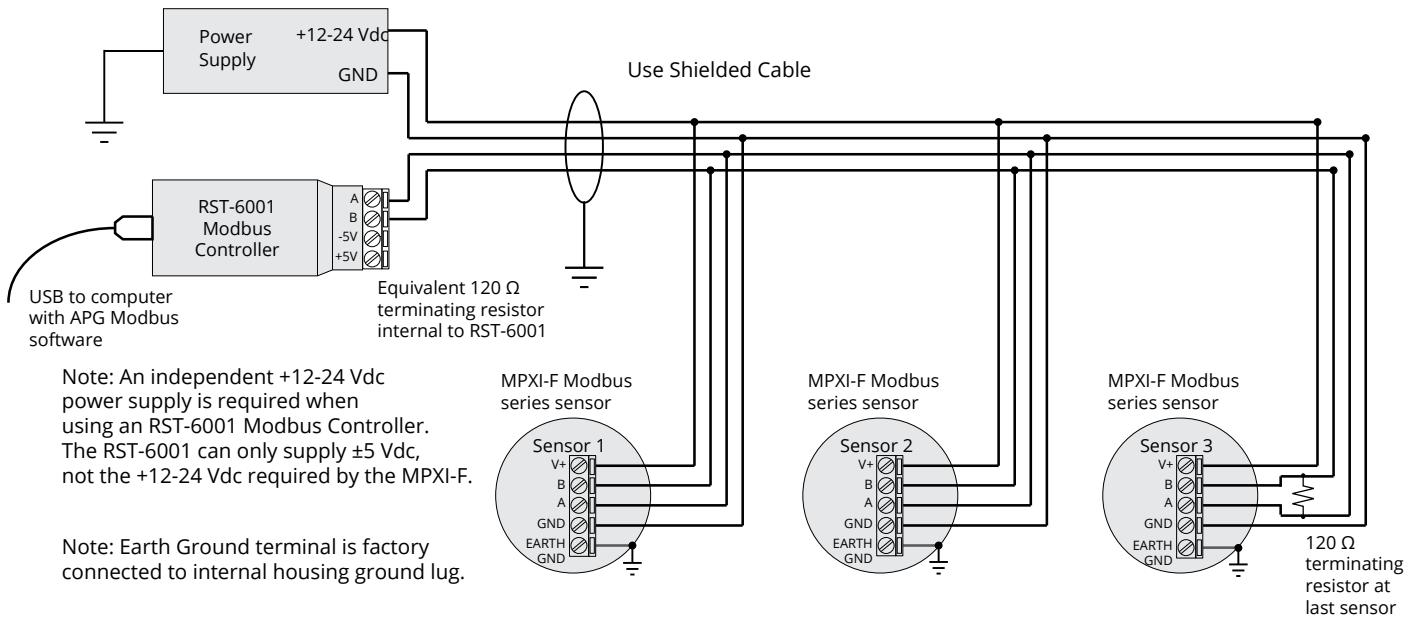 Power
Supply
+12-24 Vdc
GND
Use Shielded Cable
RST-6001
Modbus
Controller
A
B
-5V
+5V
USB to computer
with APG Modbus
software
Equivalent 120 Ω
terminating resistor
internal to RST-6001
Note: An independent +12-24 Vdc
power supply is required when
using an RST-6001 Modbus Controller.
The RST-6001 can only supply ±5 Vdc,
not the +12-24 Vdc required by the MPXI-F.
Note: Earth Ground terminal is factory
connected to internal housing ground lug.
MPXI-F Modbus
series sensor
Sensor 1
V+
B
A
GND
EARTH
GND
MPXI-F Modbus
series sensor
Sensor 2
V+
B
A
GND
EARTH
GND
MPXI-F Modbus
series sensor
Sensor 3
V+
B
A
GND
EARTH
GND
120 Ω
terminating
resistor at
last sensor